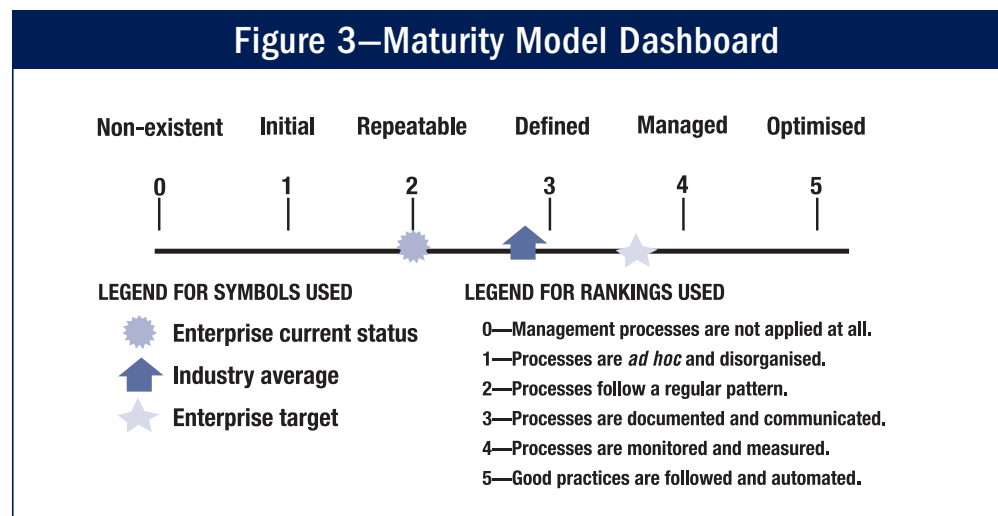 Figure 3—Maturity Model Dashboard
Non-existent Initial Repeatable Defined Managed Optimised
0 1 2 3 4 5
LEGEND FOR SYMBOLS USED
Enterprise current status
Industry average
Enterprise target
LEGEND FOR RANKINGS USED
0—Management processes are not applied at all.
1—Processes are ad hoc and disorganised.
2—Processes follow a regular pattern.
3—Processes are documented and communicated.
4—Processes are monitored and measured.
5—Good practices are followed and automated.